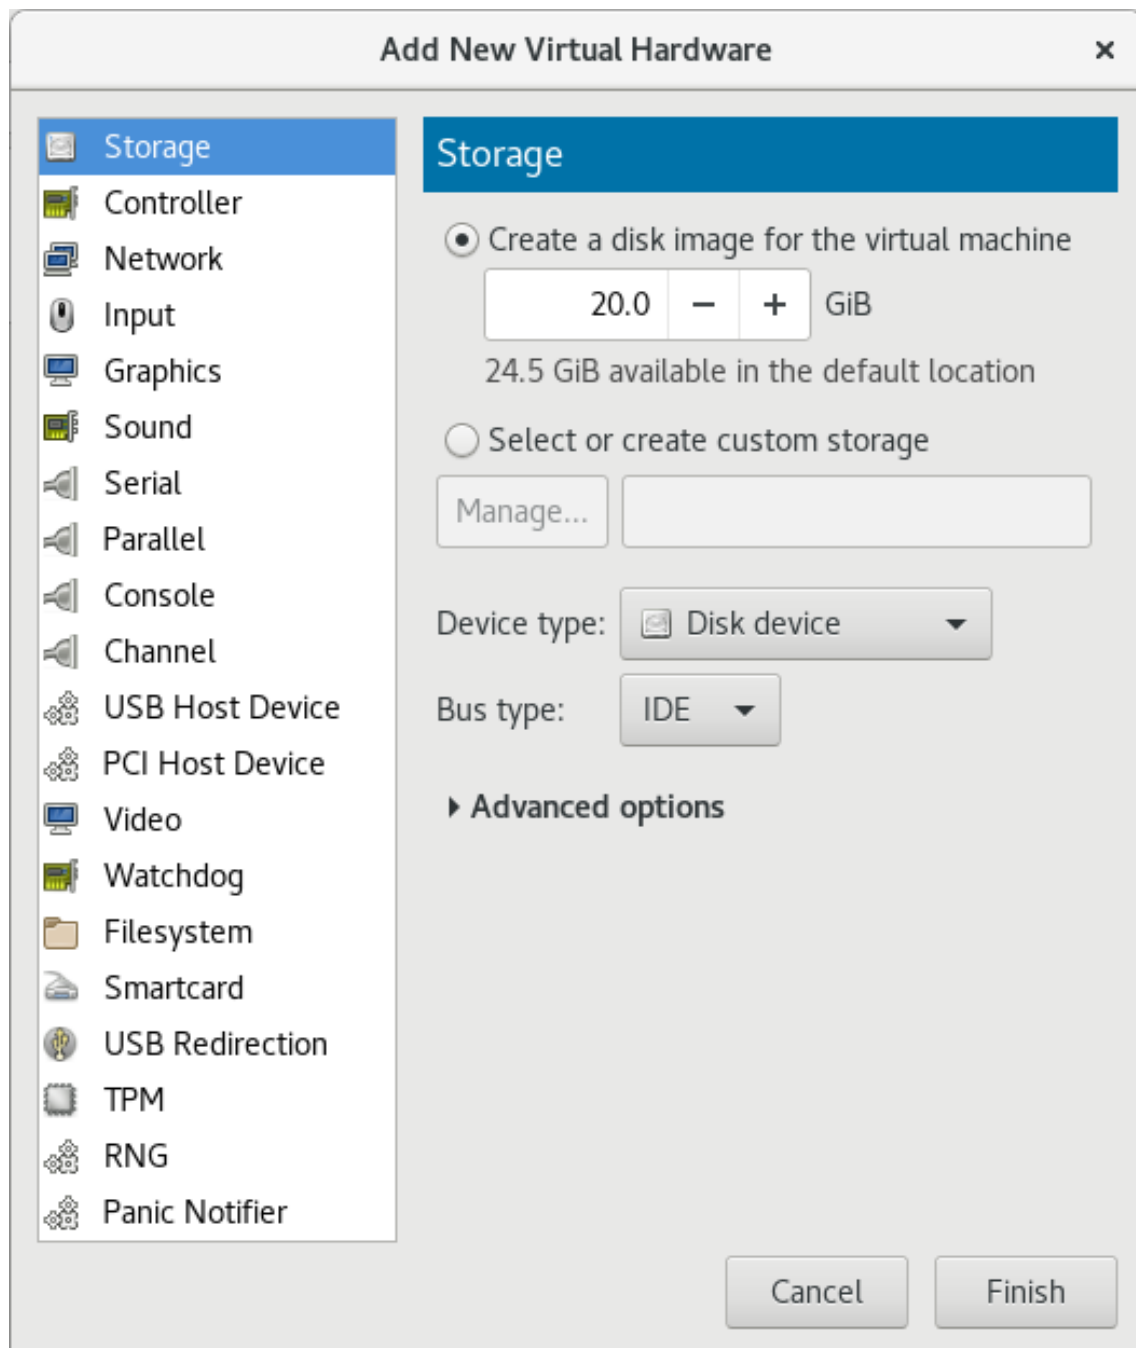 Add New Virtual Hardware
Storage
Controller
Network
Input
Graphics
Sound
Serial
Parallel
Console
Channel
USB Host Device
PCI Host Device
Video
Watchdog
Filesystem
Smartcard
USB Redirection
TPM
RNG
Panic Notifier
Storage
Create a disk image for the virtual machine
20.0 − + GiB
24.5 GiB available in the default location
Select or create custom storage
Manage...
Device type: Disk device
Bus type: IDE
Advanced options
Cancel Finish